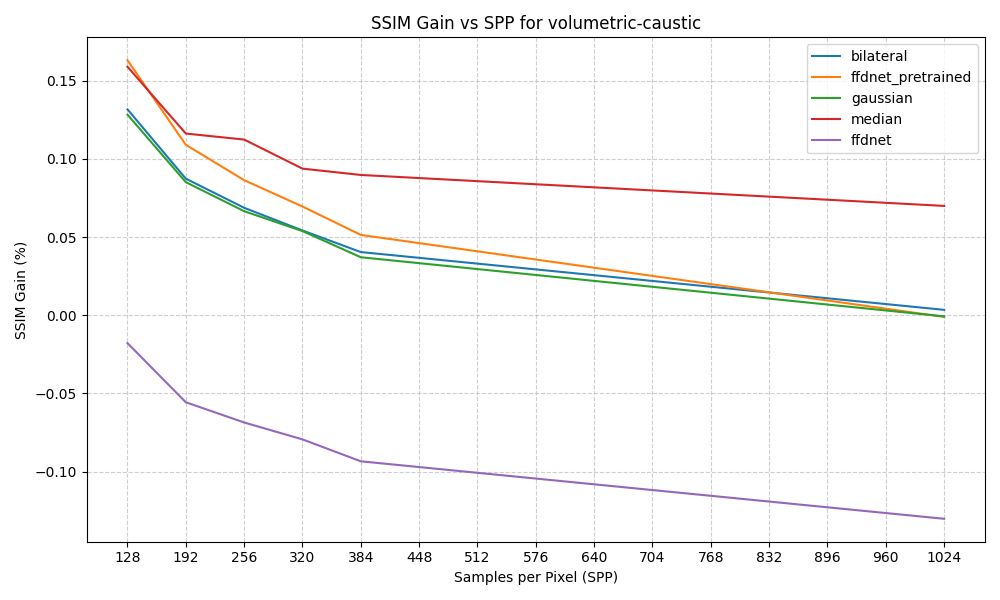 SSIM Gain vs SPP for volumetric-caustic
SSIM Gain (%)
0.15
0.10
0.05
0.00
−0.05
−0.10
bilateral
ffdnet_pretrained
gaussian
median
ffdnet
128 192 256 320 384 448 512 576 640 704 768 832 896 960 1024
Samples per Pixel (SPP)